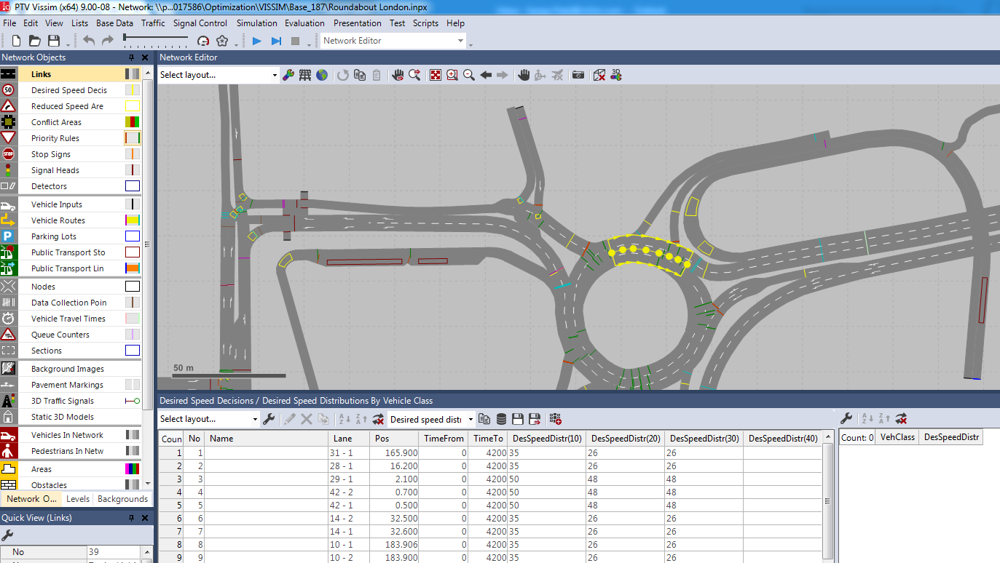 PTV Vissim (x64) 9.00-08 - Network: \\p...017586\Optimization\VISSIM\Base_187\Roundabout London.inpx
File Edit View Lists Base Data Traffic Signal Control Simulation Evaluation Presentation Test Scripts Help
Network Editor
Network Objects
Links
50 Desired Speed Decis
Reduced Speed Are
Conflict Areas
Priority Rules
STOP Stop Signs
Signal Heads
Detectors
Vehicle Inputs
Vehicle Routes
P Parking Lots
Public Transport Sto
Public Transport Lin
Nodes
Data Collection Poin
Vehicle Travel Times
Queue Counters
Sections
Background Images
Pavement Markings
3D Traffic Signals
Static 3D Models
Vehicles In Network
Pedestrians In Netw
Areas
Obstacles
Network O... Levels Backgrounds
Quick View (Links)
No 39
Network Editor
Select layout... 3D
50 m
Desired Speed Decisions / Desired Speed Distributions By Vehicle Class
Select layout... Desired speed distr
Coun No Name Lane Pos TimeFrom TimeTo DesSpeedDistr(10) DesSpeedDistr(20) DesSpeedDistr(30) DesSpeedDistr(40)
1 1 31 - 1 165.900 0 4200 35 26 26
2 2 28 - 1 16.200 0 4200 35 26 26
3 3 29 - 1 2.100 0 4200 50 48 48
4 4 42 - 2 0.700 0 4200 50 48 48
5 5 42 - 1 0.500 0 4200 50 48 48
6 6 14 - 2 32.500 0 4200 35 26 26
7 7 14 - 1 32.600 0 4200 35 26 26
8 8 10 - 1 183.906 0 4200 35 26 26
9 9 10 - 2 183.900 0 4200 35 26 26
Count: 0 VehClass DesSpeedDistr